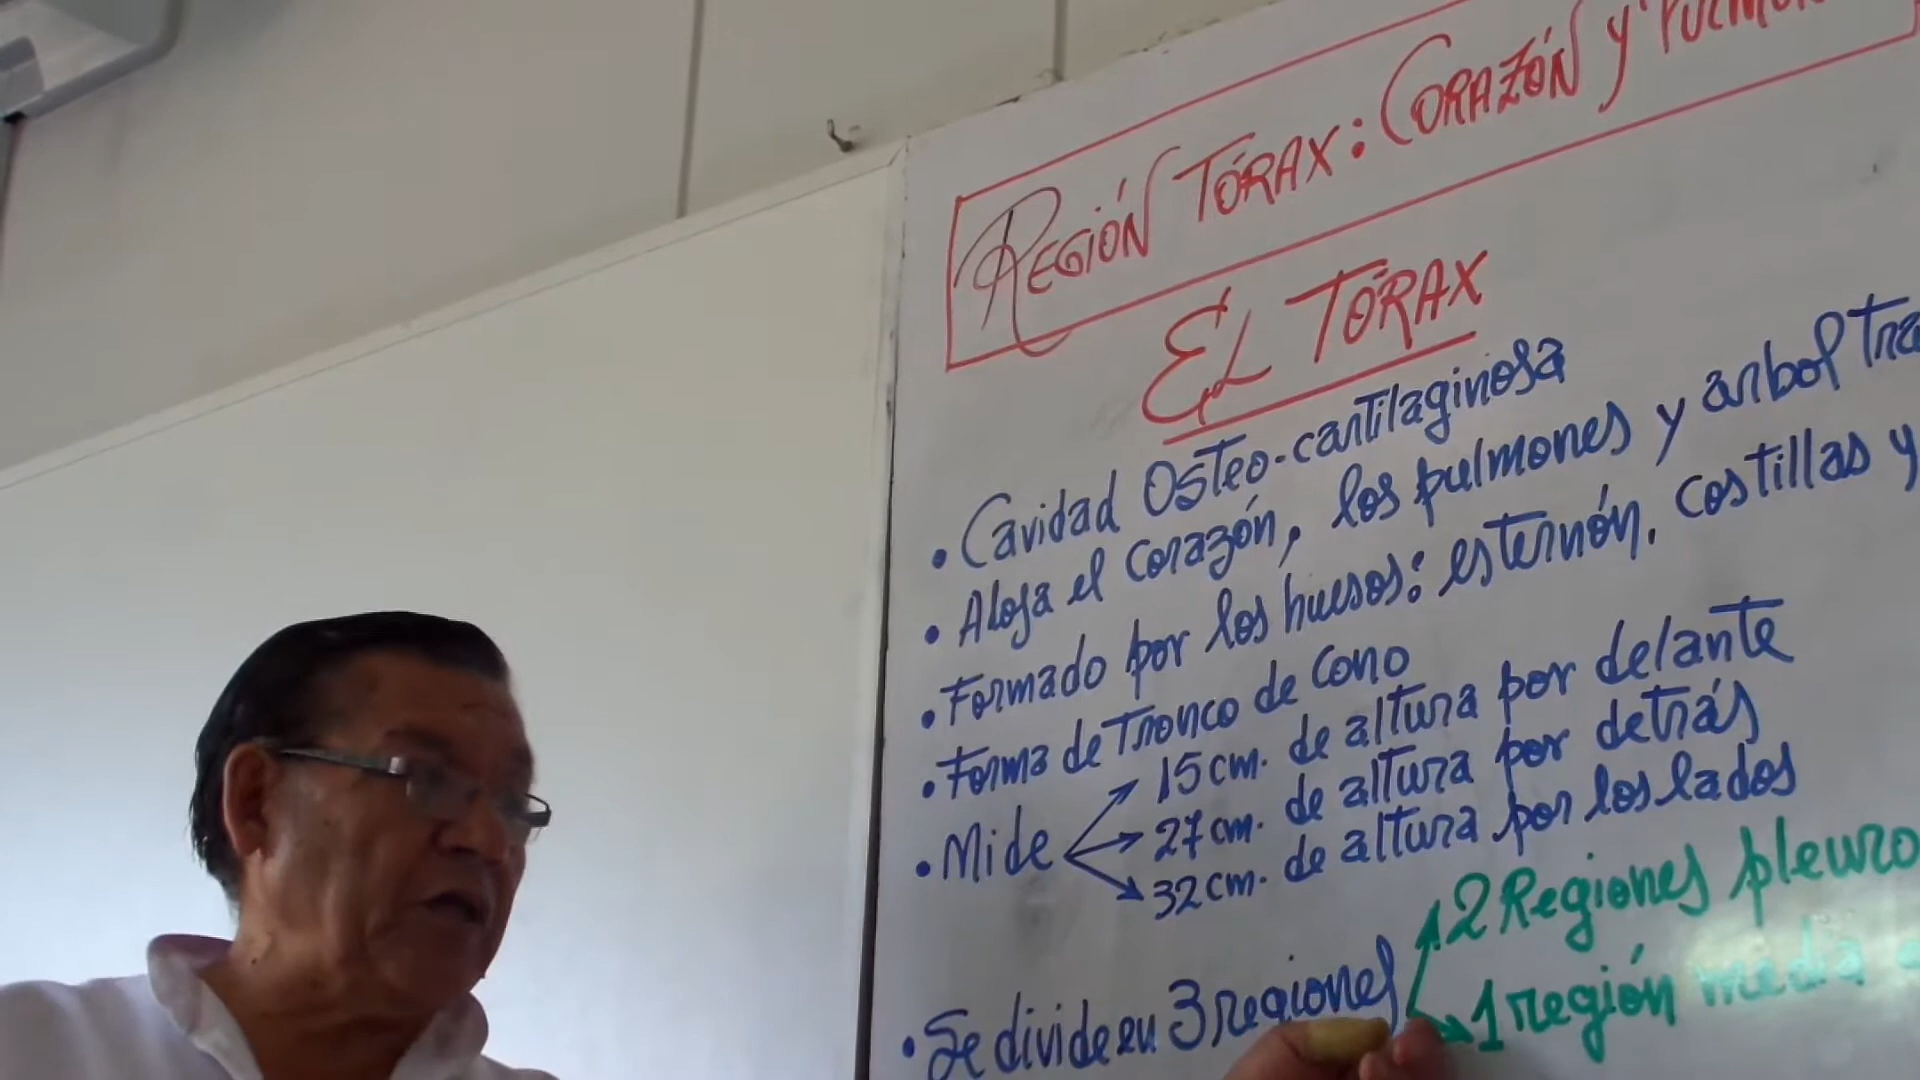 REGIÓN TÓRAX: CORAZÓN Y
EL TÓRAX
• Cavidad Osteo-cartilaginosa
• Aloja el corazón, los pulmones y arbol
• Formado por los huesos: esternón. costillas y
• Forma de Tronco de Cono
• Mide 15 cm. de altura por delante
27 cm. de altura por detrás
32 cm. de altura por los lados
• Se divide en 3 regiones 2 Regiones
1 región media